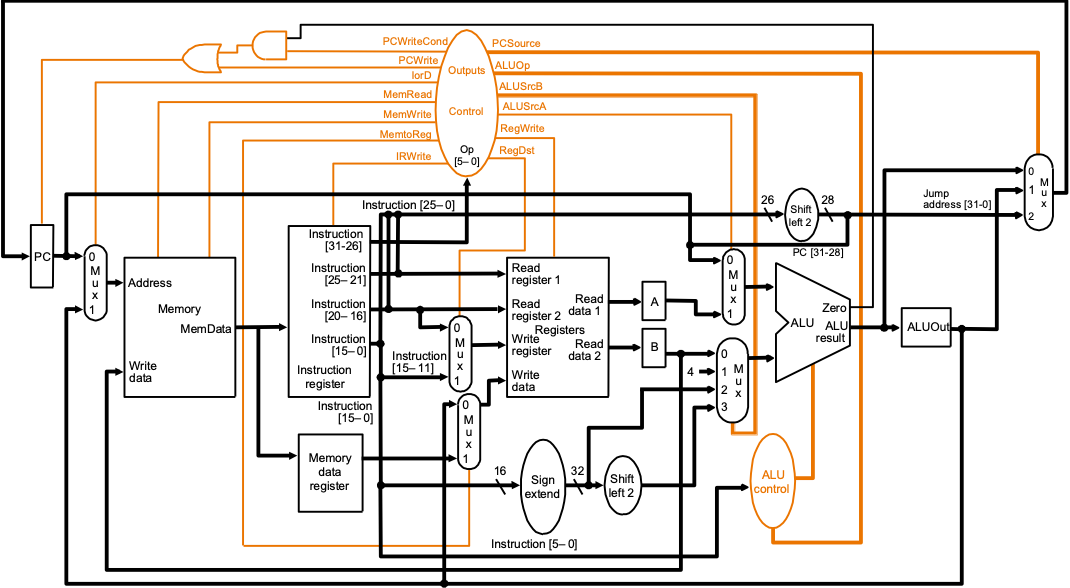 PCWriteCond
PCWrite
IorD
MemRead
MemWrite
MemtoReg
IRWrite
Outputs
Control
Op
[5–0]
PCSource
ALUOp
ALUSrcB
ALUSrcA
RegWrite
RegDst
Instruction [25–0]
26
Shift
left 2
28
Jump
address [31-0]
PC [31-28]
0
1
2
M
u
x
PC
0
M
u
x
1
Address
Memory
MemData
Write
data
Instruction
[31-26]
Instruction
[25–21]
Instruction
[20–16]
Instruction
[15–0]
Instruction
register
Instruction
[15–0]
Instruction
[15–11]
0
M
u
x
1
0
M
u
x
1
Read
register 1
Read
register 2
Registers
Write
register
Write
data
Read
data 1
Read
data 2
A
B
4
0
M
u
x
1
0
1
2
3
M
u
x
ALU
Zero
ALU
result
ALUOut
Memory
data
register
16
Sign
extend
32
Shift
left 2
ALU
control
Instruction [5–0]